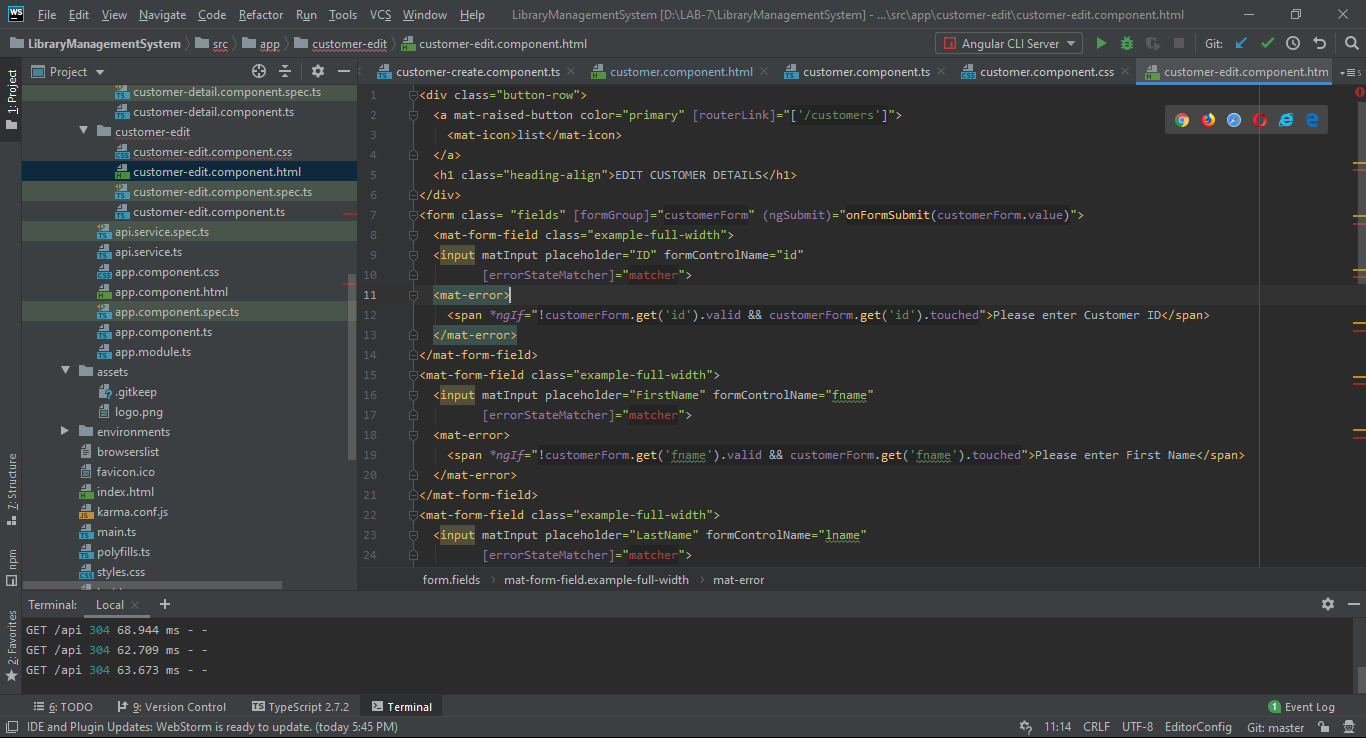 File Edit View Navigate Code Refactor Run Tools VCS Window Help LibraryManagementSystem [D:\LAB-7\LibraryManagementSystem] - ...\src\app\customer-edit\customer-edit.component.html
LibraryManagementSystem src app customer-edit customer-edit.component.html Angular CLI Server Git:
1: Project
7: Structure
npm
2: Favorites
Project
customer-detail.component.spec.ts
customer-detail.component.ts
customer-edit
customer-edit.component.css
customer-edit.component.html
customer-edit.component.spec.ts
customer-edit.component.ts
api.service.spec.ts
api.service.ts
app.component.css
app.component.html
app.component.spec.ts
app.component.ts
app.module.ts
assets
.gitkeep
logo.png
environments
browserslist
favicon.ico
index.html
karma.conf.js
main.ts
polyfills.ts
styles.css
customer-create.component.ts customer.component.html customer.component.ts customer.component.css customer-edit.component.htm
1 <div class="button-row">
2 <a mat-raised-button color="primary" [routerLink]="['/customers']">
3 <mat-icon>list</mat-icon>
4 </a>
5 <h1 class="heading-align">EDIT CUSTOMER DETAILS</h1>
6 </div>
7 <form class= "fields" [formGroup]="customerForm" (ngSubmit)="onFormSubmit(customerForm.value)">
8 <mat-form-field class="example-full-width">
9 <input matInput placeholder="ID" formControlName="id"
10 [errorStateMatcher]="matcher">
11 <mat-error>
12 <span *ngIf="!customerForm.get('id').valid && customerForm.get('id').touched">Please enter Customer ID</span>
13 </mat-error>
14 </mat-form-field>
15 <mat-form-field class="example-full-width">
16 <input matInput placeholder="FirstName" formControlName="fname"
17 [errorStateMatcher]="matcher">
18 <mat-error>
19 <span *ngIf="!customerForm.get('fname').valid && customerForm.get('fname').touched">Please enter First Name</span>
20 </mat-error>
21 </mat-form-field>
22 <mat-form-field class="example-full-width">
23 <input matInput placeholder="LastName" formControlName="lname"
24 [errorStateMatcher]="matcher">
form.fields mat-form-field.example-full-width mat-error
Terminal: Local
GET /api 304 68.944 ms - -
GET /api 304 62.709 ms - -
GET /api 304 63.673 ms - -
6: TODO 9: Version Control TypeScript 2.7.2 Terminal 1 Event Log
IDE and Plugin Updates: WebStorm is ready to update. (today 5:45 PM) 11:14 CRLF UTF-8 EditorConfig Git: master